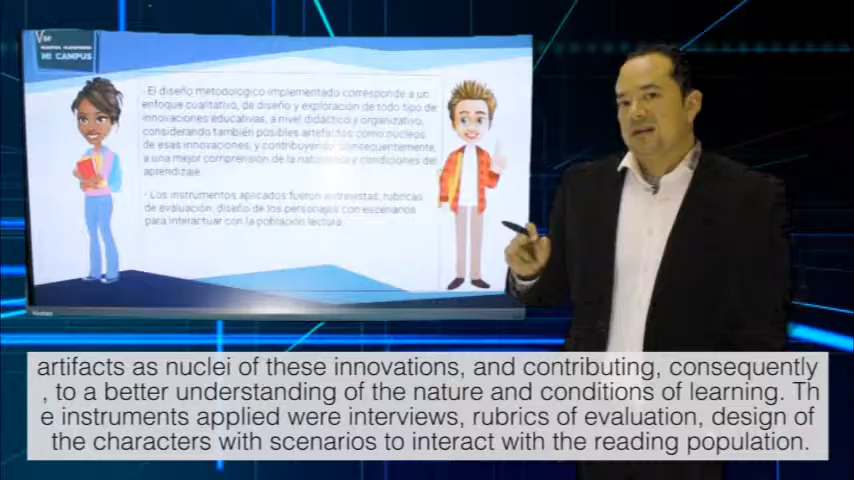 MI CAMPUS
- El diseño metodológico implementado corresponde a un
enfoque cualitativo, de diseño y exploración de todo tipo de
innovaciones educativas, a nivel didáctico y organizativo,
considerando también posibles artefactos como núcleos
de esas innovaciones, y contribuyendo, consecuentemente,
a una mejor comprensión de la naturaleza y condiciones del
aprendizaje.
- Los instrumentos aplicados fueron entrevistas, rubricas
de evaluación, diseño de los personajes con escenarios
para interactuar con la población lectora.
artifacts as nuclei of these innovations, and contributing, consequently
, to a better understanding of the nature and conditions of learning. Th
e instruments applied were interviews, rubrics of evaluation, design of
the characters with scenarios to interact with the reading population.